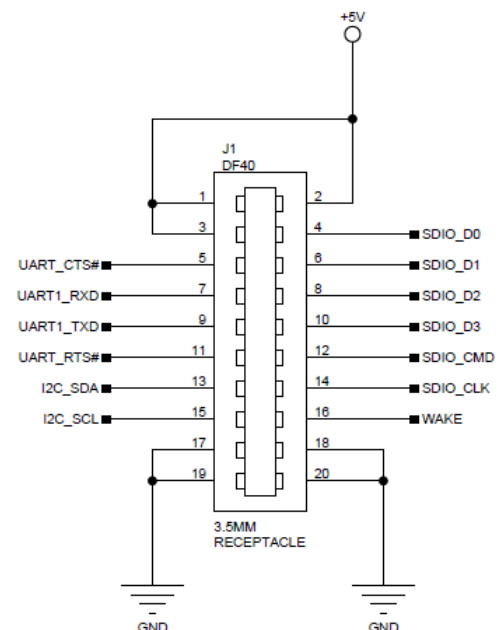 +5V
J1
DF40
1 2
3 4 SDIO_D0
UART_CTS# 5 6 SDIO_D1
UART1_RXD 7 8 SDIO_D2
UART1_TXD 9 10 SDIO_D3
UART_RTS# 11 12 SDIO_CMD
I2C_SDA 13 14 SDIO_CLK
I2C_SCL 15 16 WAKE
17 18
19 20
3.5MM
RECEPTACLE
GND GND